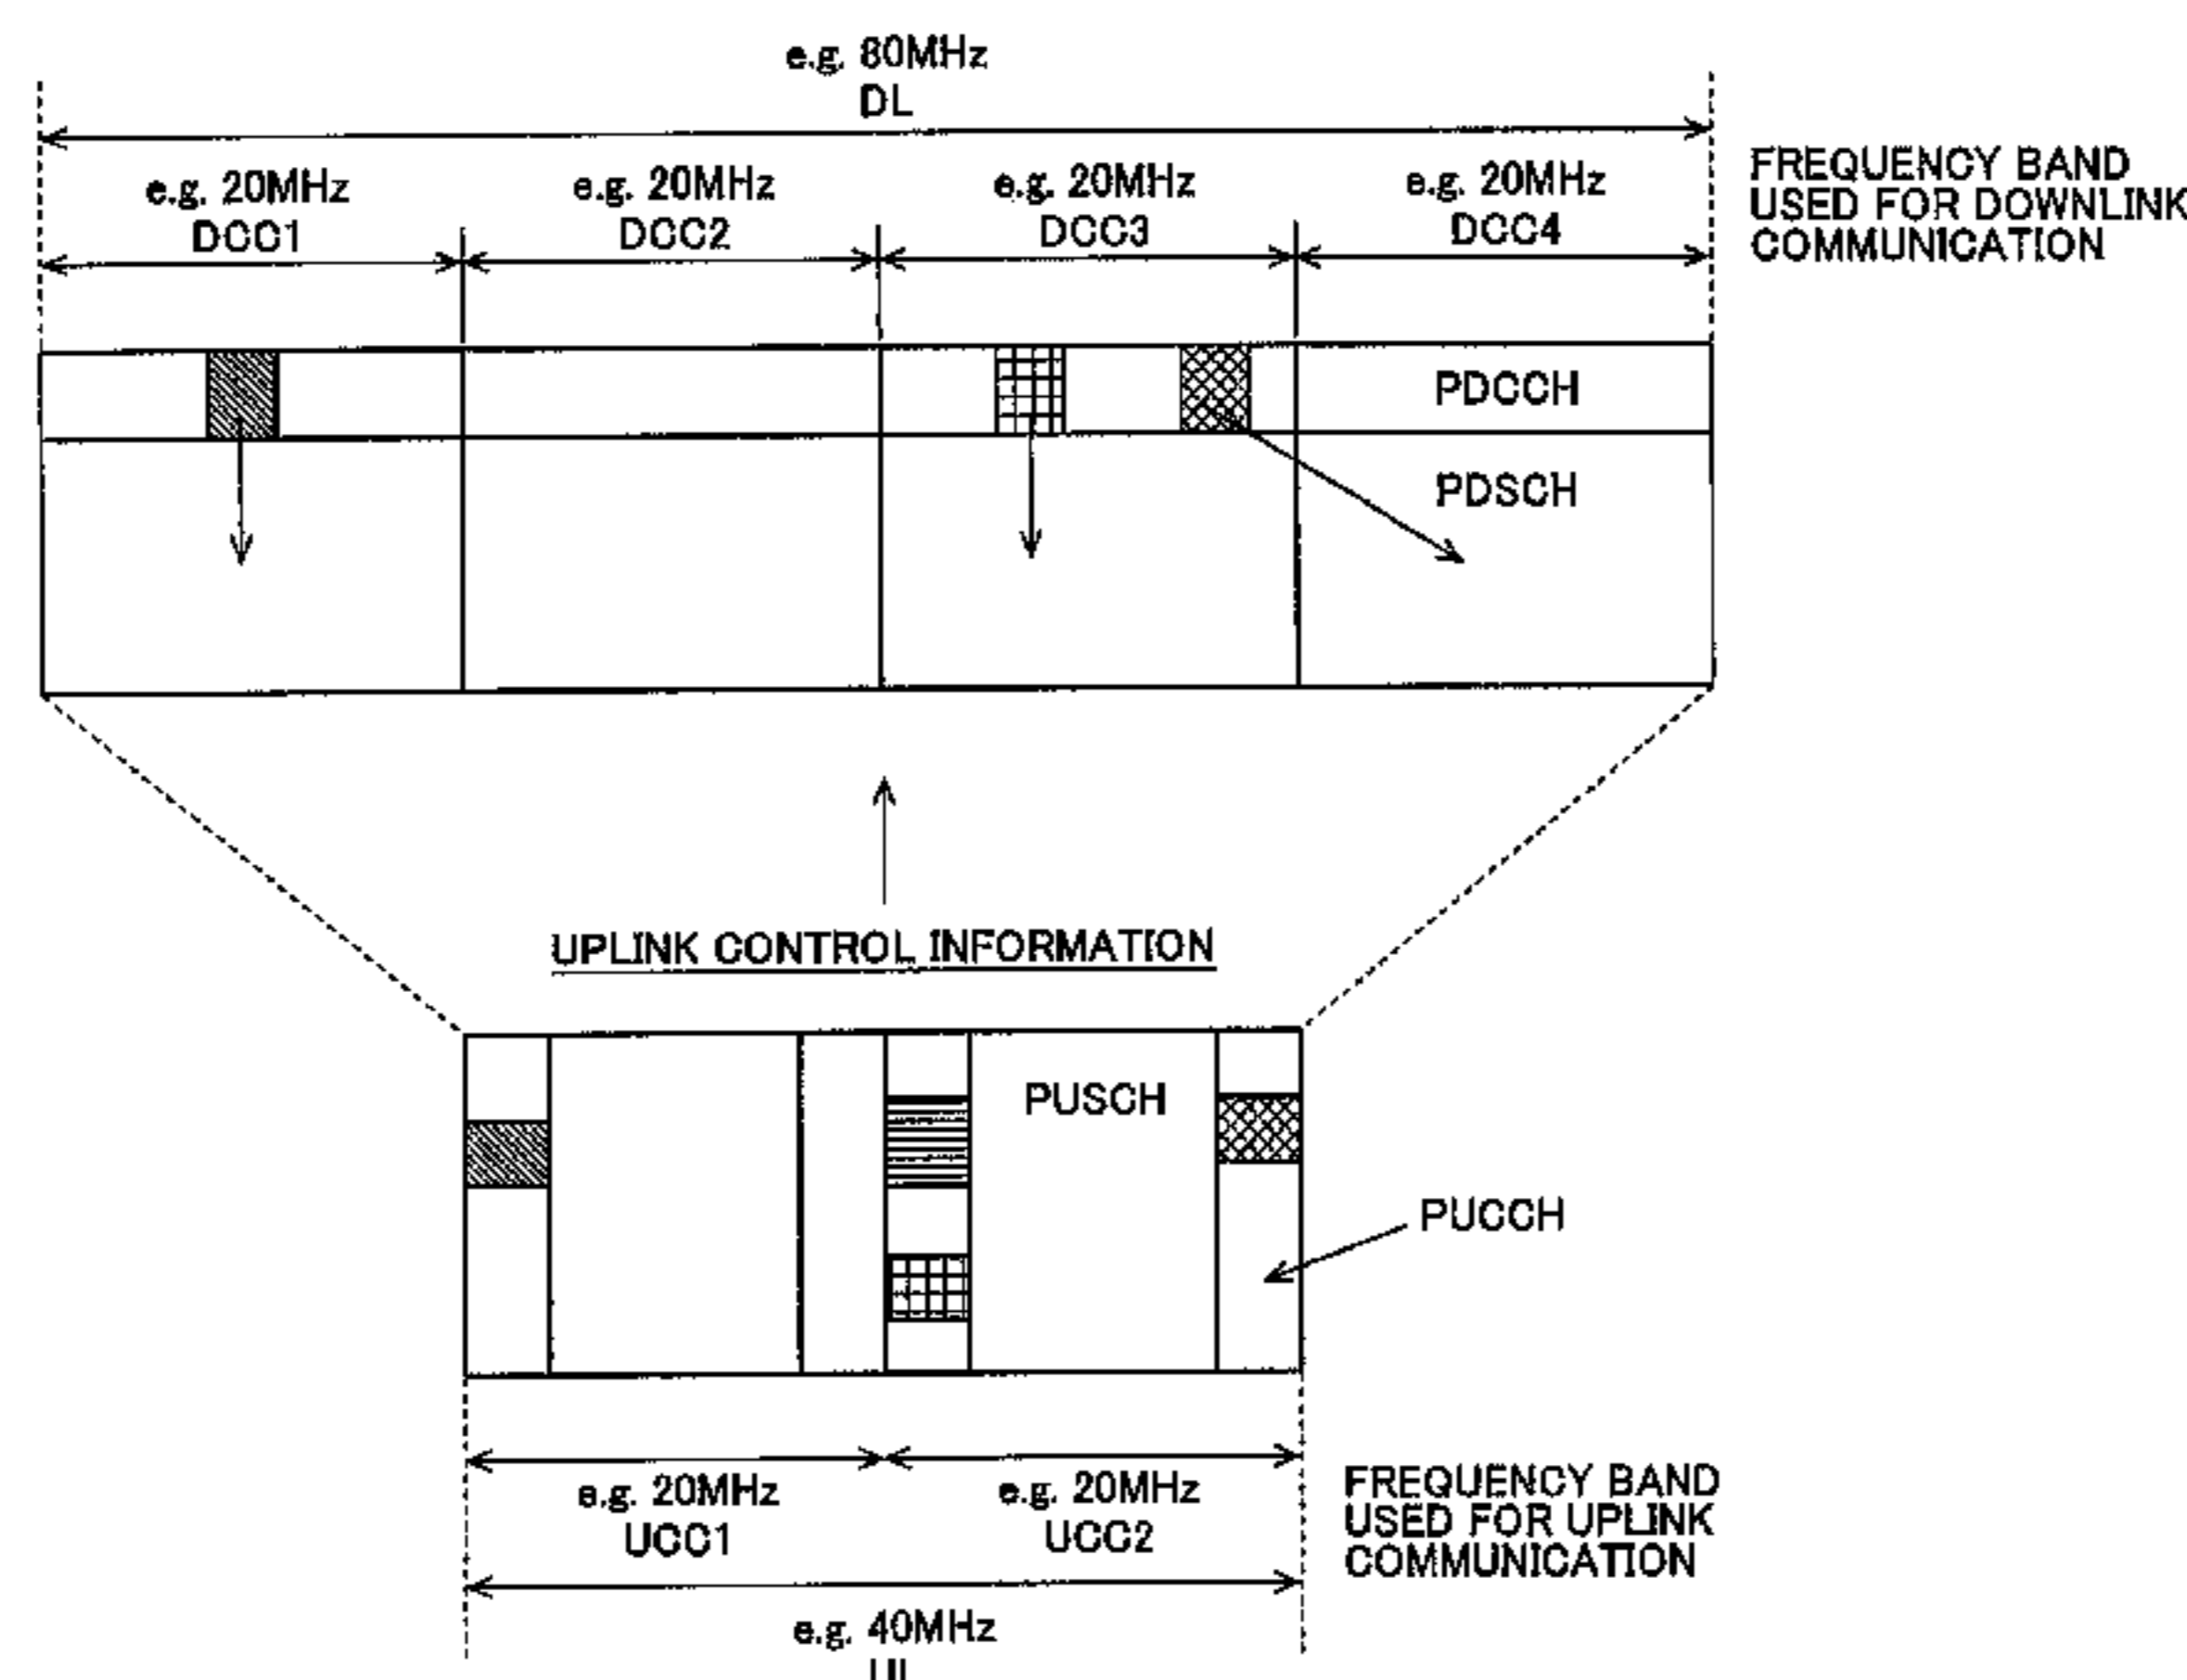 e.g. 80MHz
DL
e.g. 20MHz
DCC1
e.g. 20MHz
DCC2
e.g. 20MHz
DCC3
e.g. 20MHz
DCC4
FREQUENCY BAND
USED FOR DOWNLINK
COMMUNICATION
PDCCH
PDSCH
UPLINK CONTROL INFORMATION
PUSCH
PUCCH
e.g. 20MHz
UCC1
e.g. 20MHz
UCC2
FREQUENCY BAND
USED FOR UPLINK
COMMUNICATION
e.g. 40MHz
UL